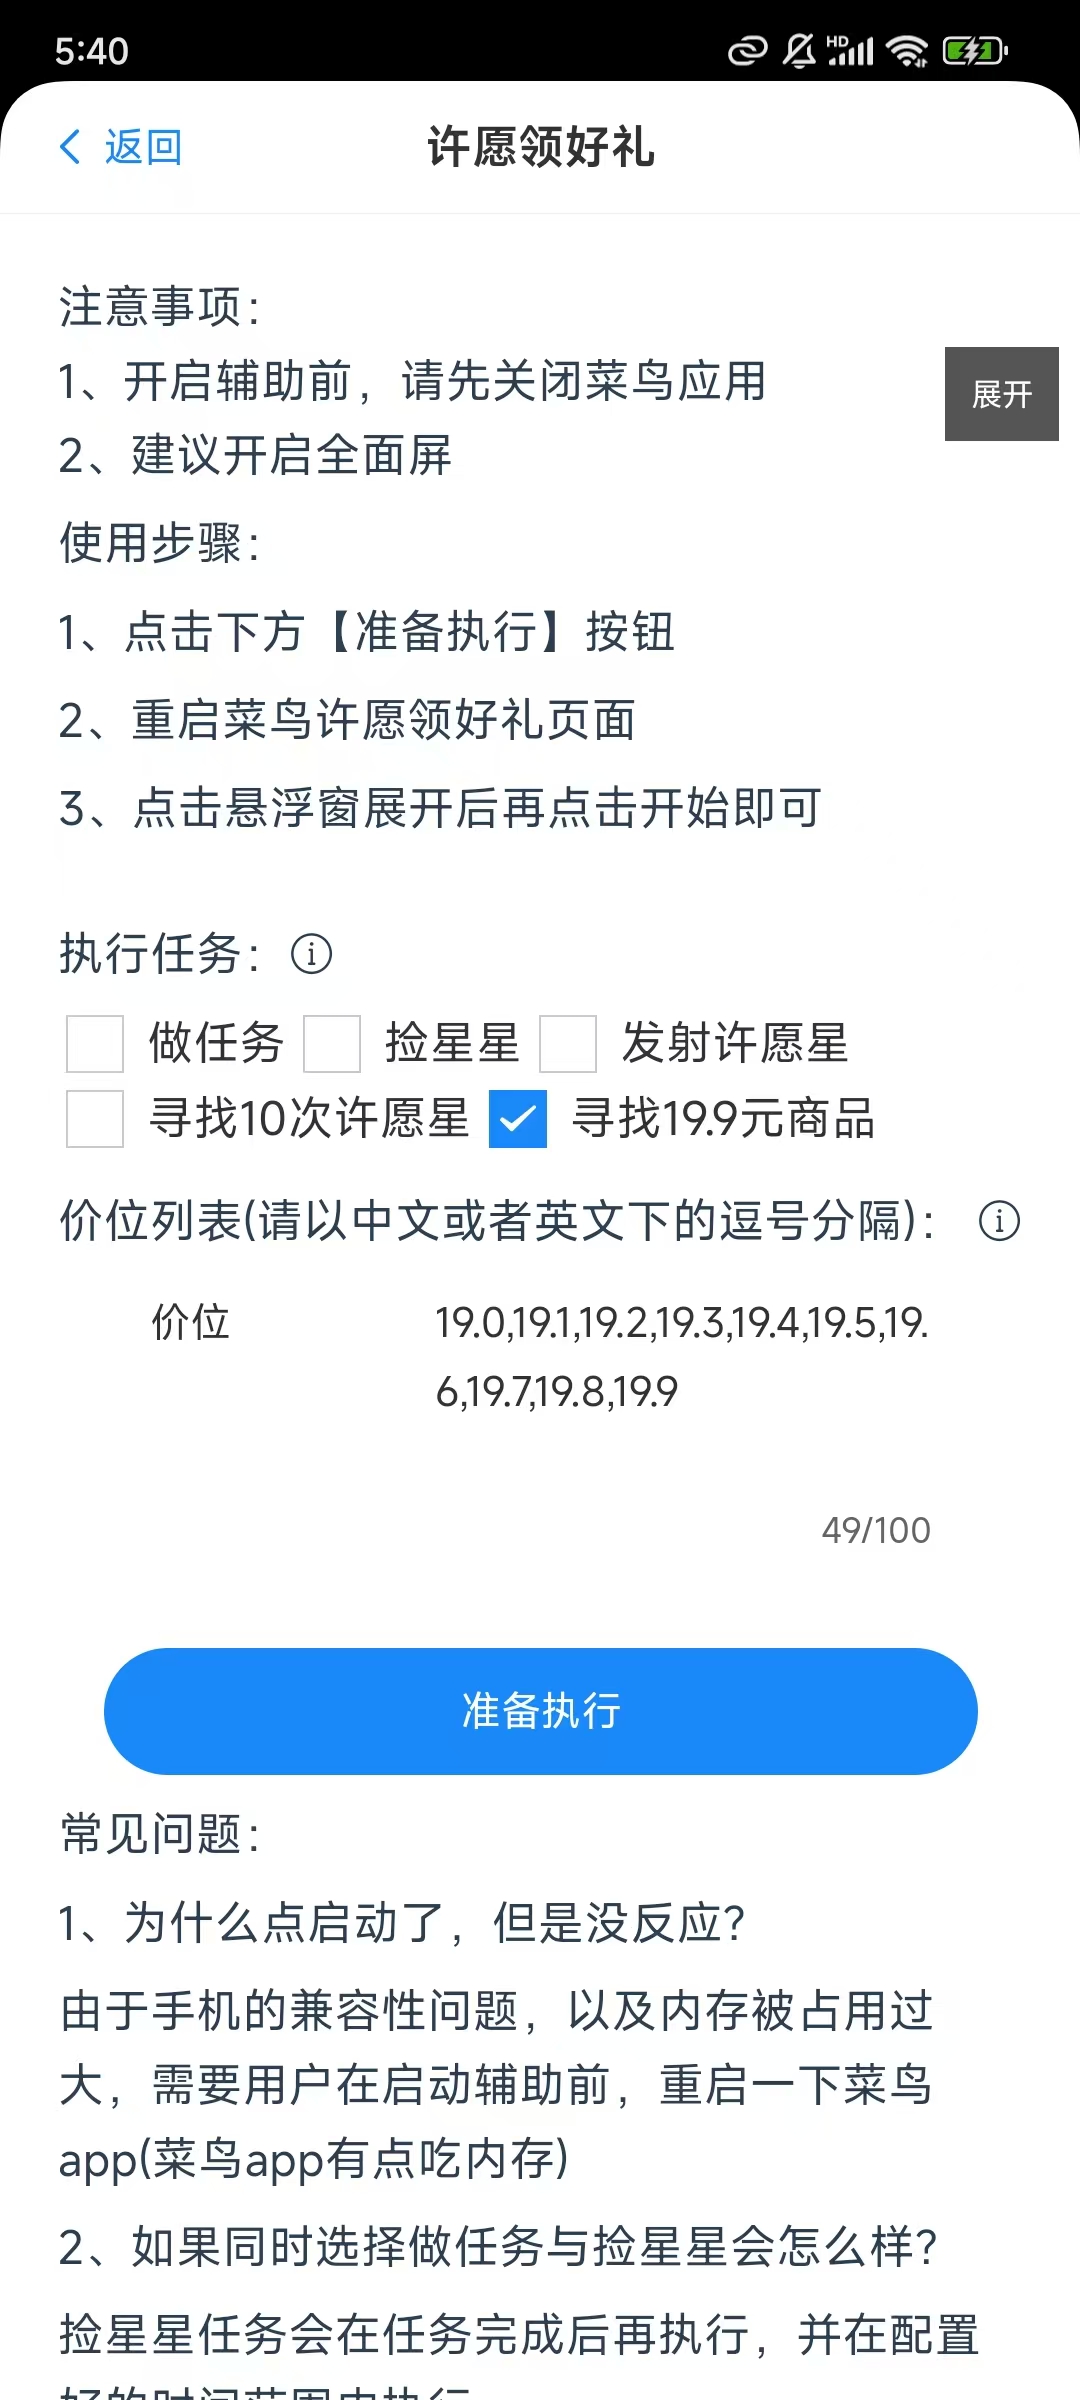 5:40
HD
返回
许愿领好礼
注意事项：
1、开启辅助前，请先关闭菜鸟应用
展开
2、建议开启全面屏
使用步骤：
1、点击下方【准备执行】按钮
2、重启菜鸟许愿领好礼页面
3、点击悬浮窗展开后再点击开始即可
执行任务：
做任务 捡星星 发射许愿星
寻找10次许愿星 寻找19.9元商品
价位列表(请以中文或者英文下的逗号分隔)：
价位 19.0,19.1,19.2,19.3,19.4,19.5,19.
6,19.7,19.8,19.9
49/100
准备执行
常见问题：
1、为什么点启动了，但是没反应?
由于手机的兼容性问题，以及内存被占用过
大，需要用户在启动辅助前，重启一下菜鸟
app(菜鸟app有点吃内存)
2、如果同时选择做任务与捡星星会怎么样?
捡星星任务会在任务完成后再执行，并在配置